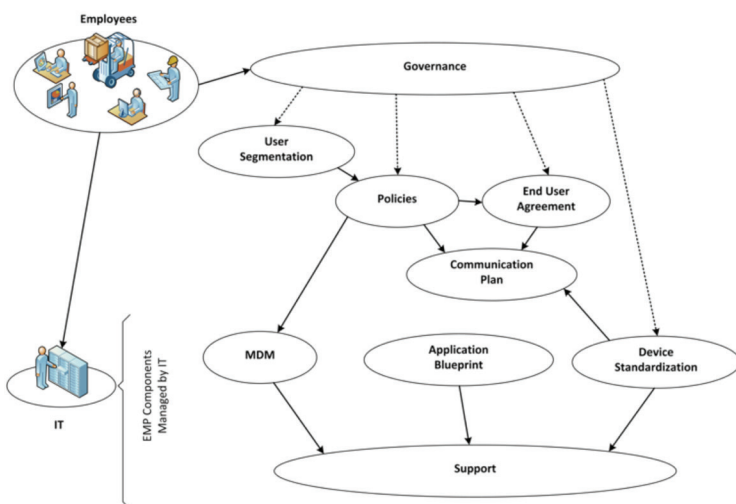 Employees
Governance
User
Segmentation
Policies
End User
Agreement
Communication
Plan
MDM
Application
Blueprint
Device
Standardization
IT
EMP Components
Managed by IT
Support